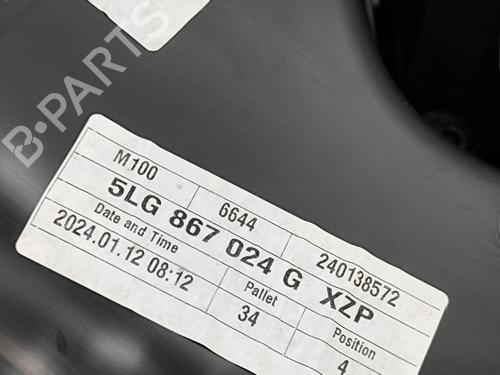 B-PARTS
M100 6644 240138572
5LG 867 024 G XZP
Date and Time Pallet Position
2024.01.12 08:12 34 4